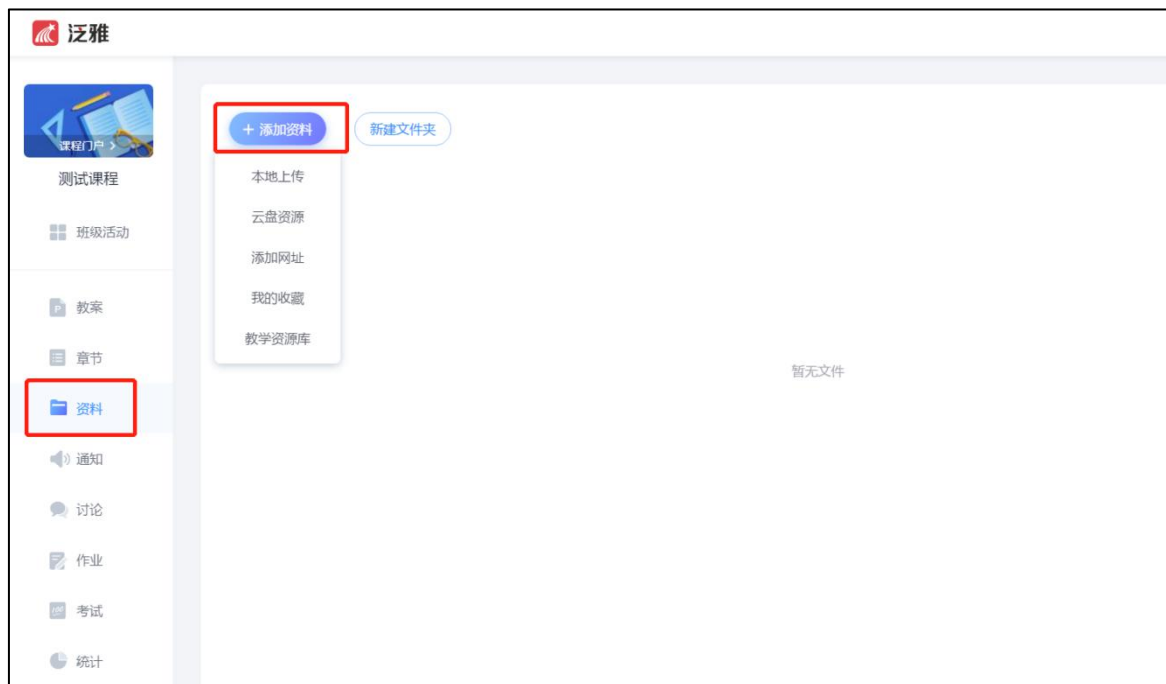 泛雅
课程门户 >
测试课程
班级活动
教案
章节
资料
通知
讨论
作业
考试
统计
+ 添加资料
新建文件夹
本地上传
云盘资源
添加网址
我的收藏
教学资源库
暂无文件